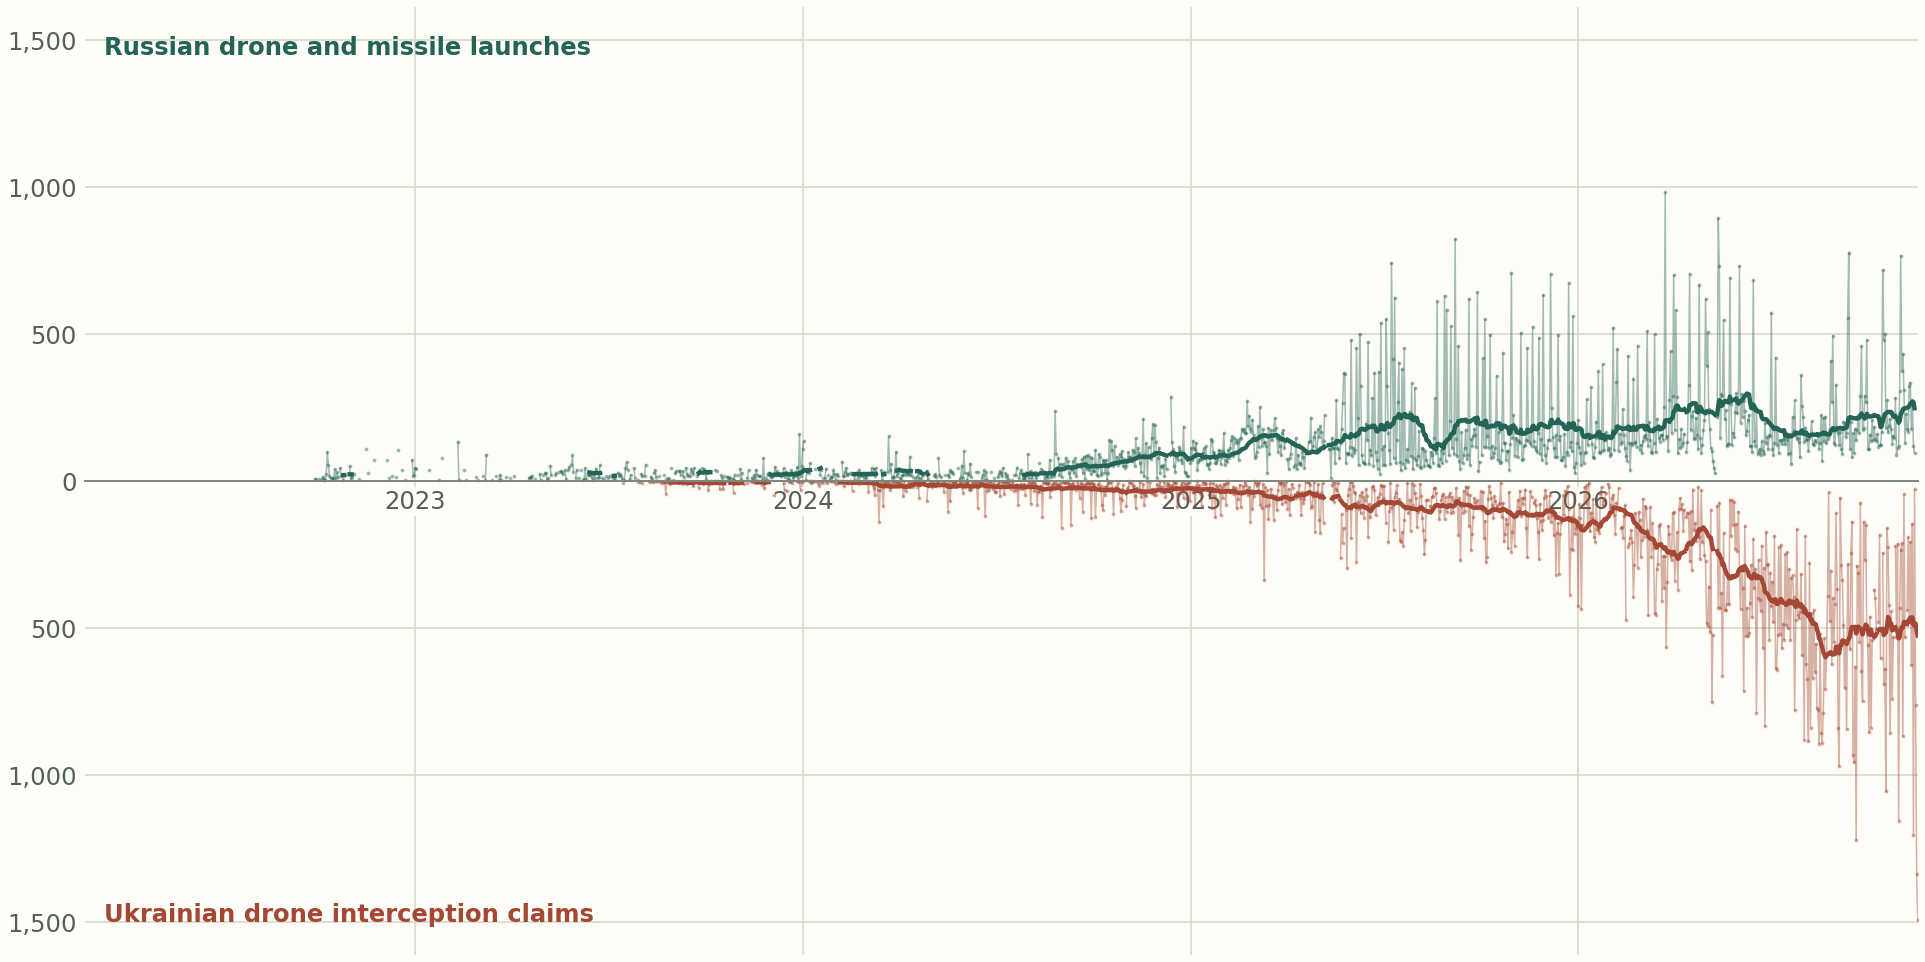 1,500
Russian drone and missile launches
1,000
500
0
2023 2024 2025 2026
500
1,000
1,500
Ukrainian drone interception claims